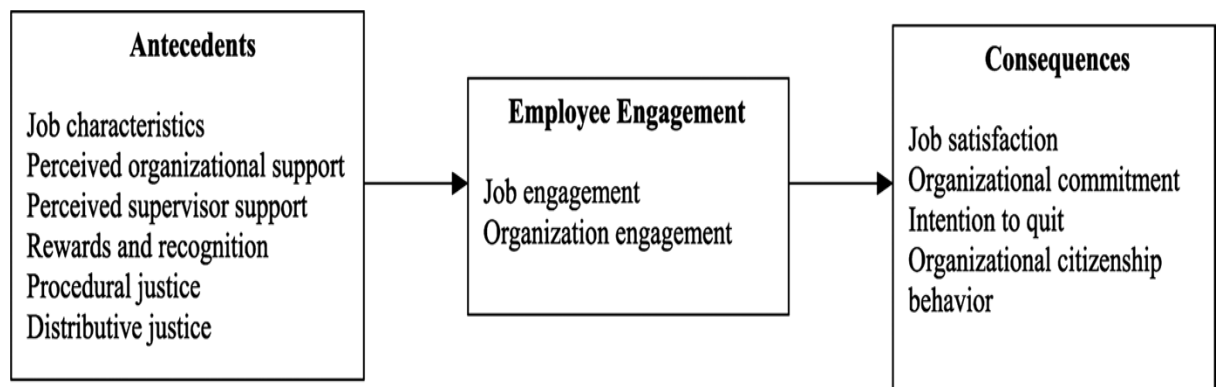 Antecedents
Job characteristics
Perceived organizational support
Perceived supervisor support
Rewards and recognition
Procedural justice
Distributive justice
Employee Engagement
Job engagement
Organization engagement
Consequences
Job satisfaction
Organizational commitment
Intention to quit
Organizational citizenship
behavior